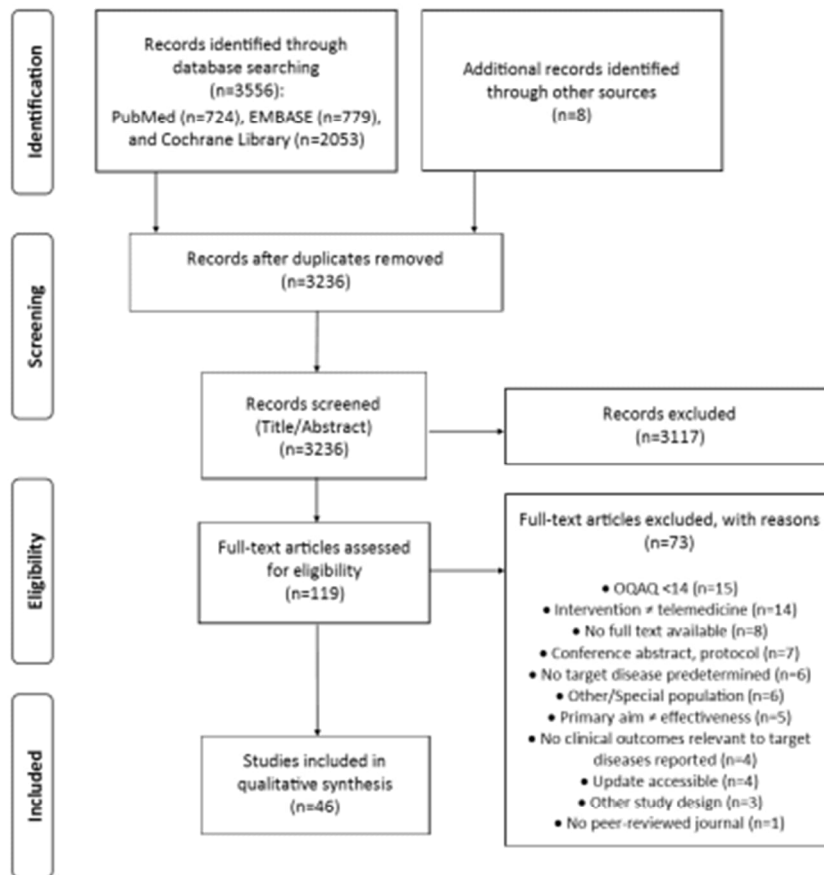 Identification
Records identified through
database searching
(n=3556):
PubMed (n=724), EMBASE (n=779),
and Cochrane Library (n=2053)
Additional records identified
through other sources
(n=8)
Screening
Records after duplicates removed
(n=3236)
Records screened
(Title/Abstract)
(n=3236)
Records excluded
(n=3117)
Eligibility
Full-text articles assessed
for eligibility
(n=119)
Full-text articles excluded, with reasons
(n=73)
● OQAQ <14 (n=15)
● Intervention ≠ telemedicine (n=14)
● No full text available (n=8)
● Conference abstract, protocol (n=7)
● No target disease predetermined (n=6)
● Other/Special population (n=6)
● Primary aim ≠ effectiveness (n=5)
● No clinical outcomes relevant to target
diseases reported (n=4)
● Update accessible (n=4)
● Other study design (n=3)
● No peer-reviewed journal (n=1)
Included
Studies included in
qualitative synthesis
(n=46)